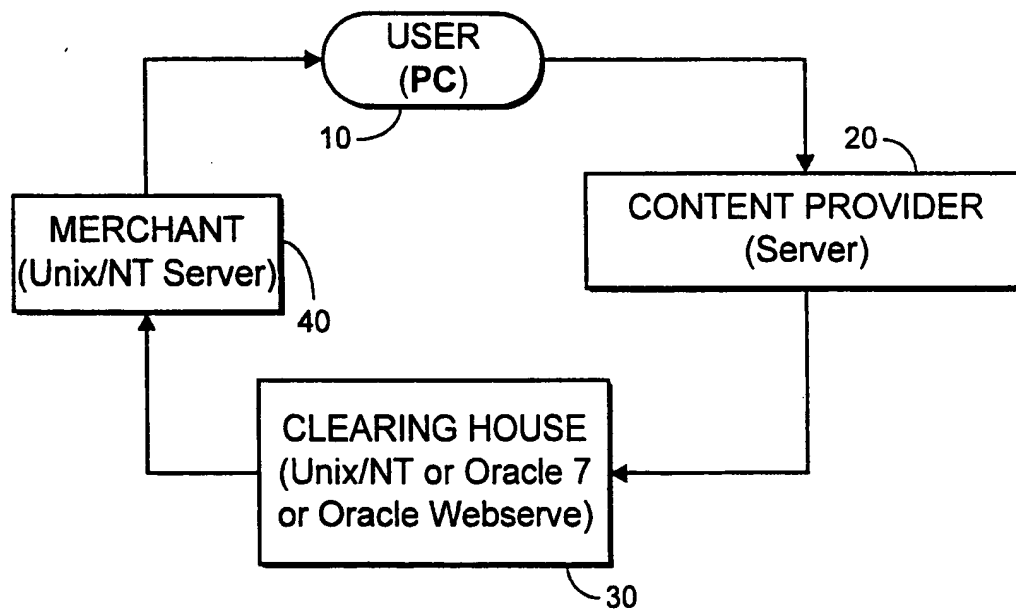 USER
(PC)
10
20
CONTENT PROVIDER
(Server)
MERCHANT
(Unix/NT Server)
40
CLEARING HOUSE
(Unix/NT or Oracle 7
or Oracle Webserve)
30